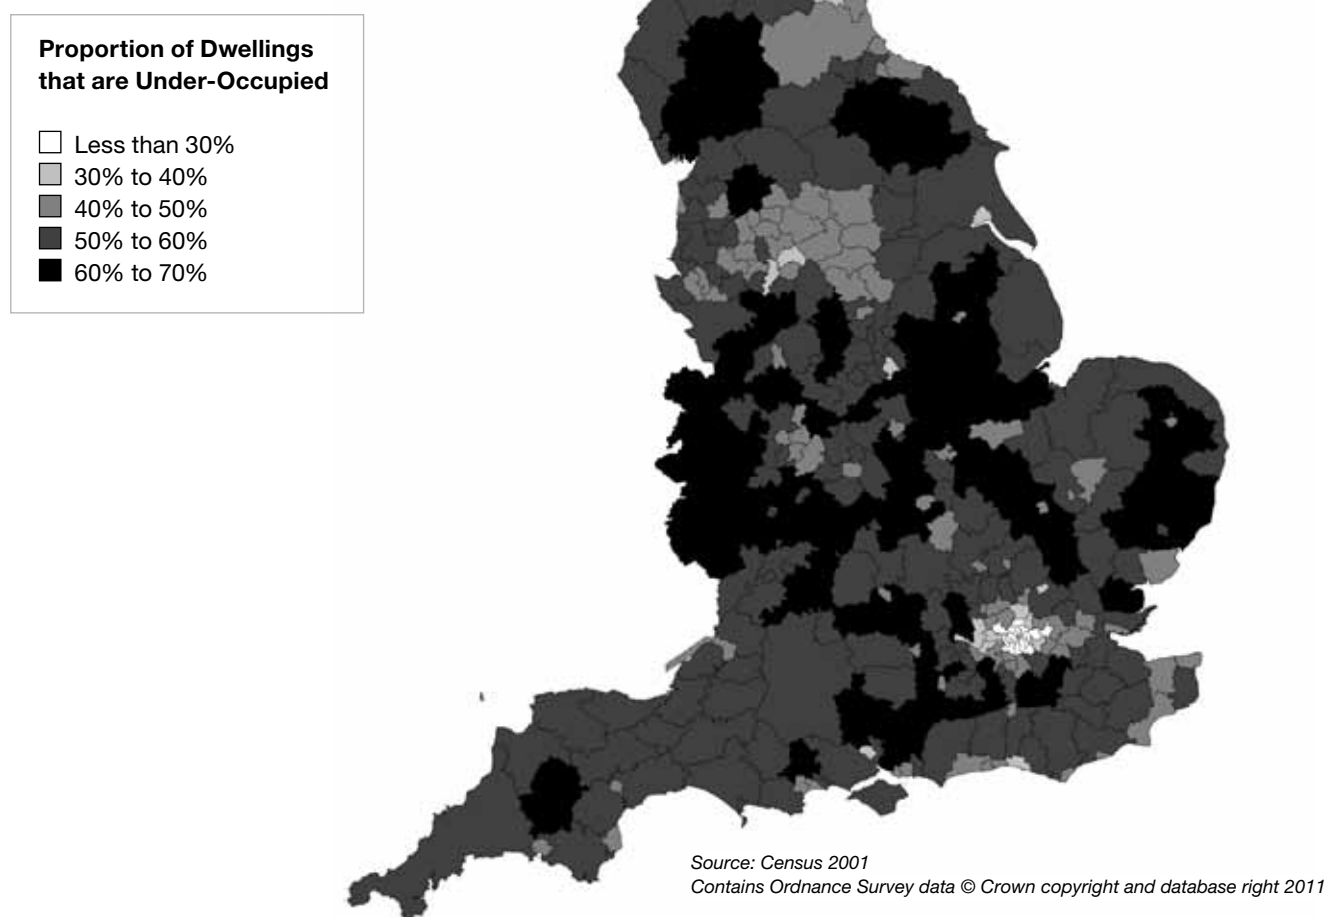 Proportion of Dwellings
that are Under-Occupied
Less than 30%
30% to 40%
40% to 50%
50% to 60%
60% to 70%
Source: Census 2001
Contains Ordnance Survey data © Crown copyright and database right 2011